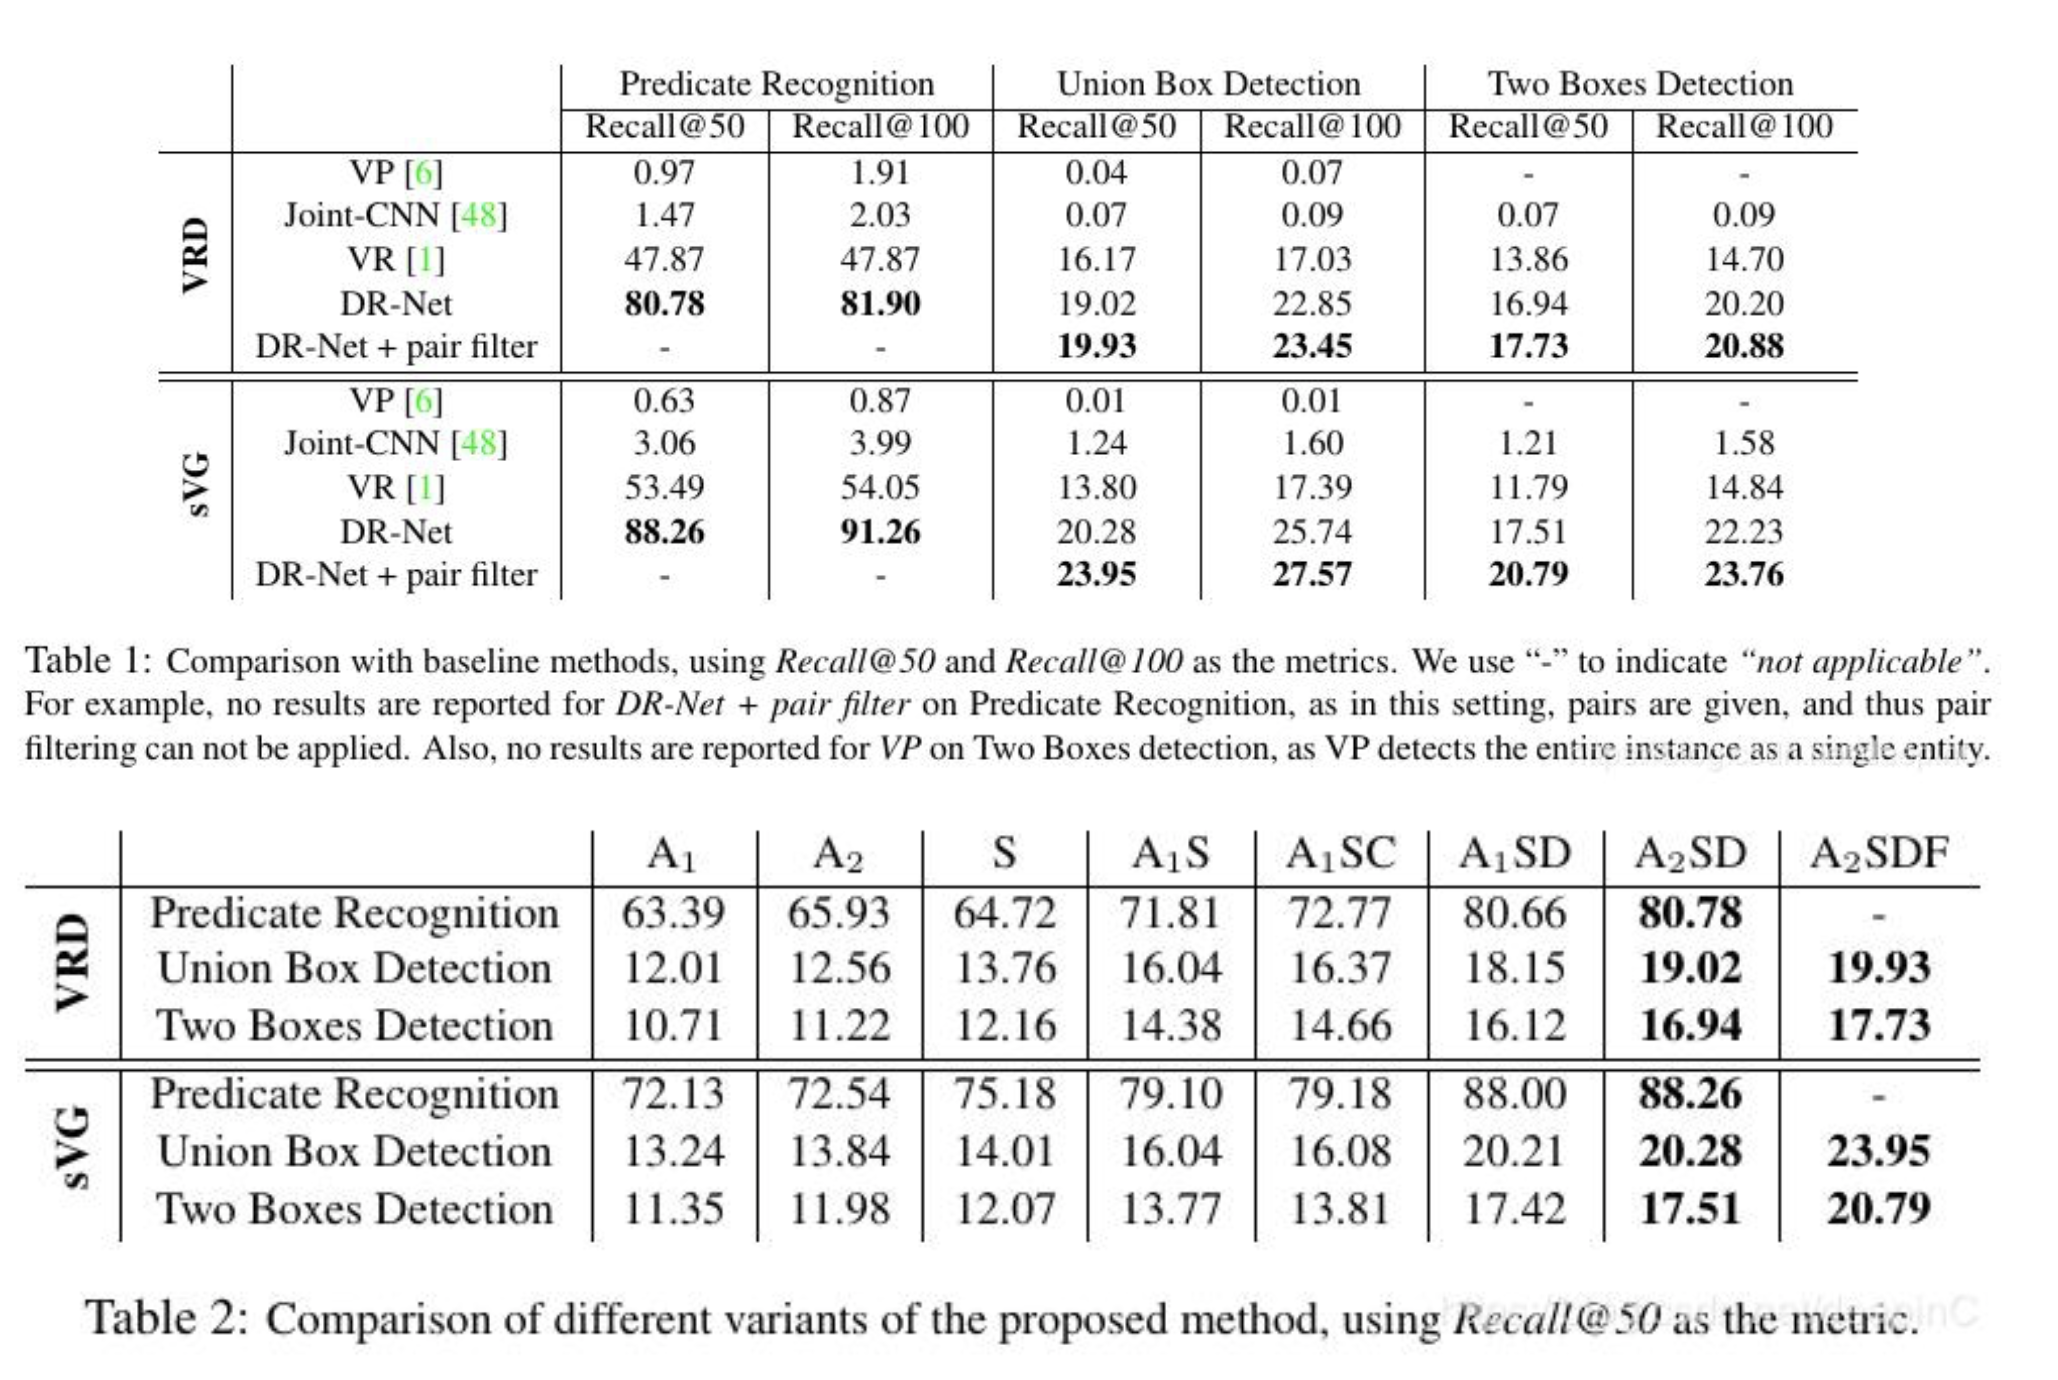 Predicate Recognition Union Box Detection Two Boxes Detection
Recall@50 Recall@100 Recall@50 Recall@100 Recall@50 Recall@100
VRD
VP [6] 0.97 1.91 0.04 0.07 - -
Joint-CNN [48] 1.47 2.03 0.07 0.09 0.07 0.09
VR [1] 47.87 47.87 16.17 17.03 13.86 14.70
DR-Net 80.78 81.90 19.02 22.85 16.94 20.20
DR-Net + pair filter - - 19.93 23.45 17.73 20.88
sVG
VP [6] 0.63 0.87 0.01 0.01 - -
Joint-CNN [48] 3.06 3.99 1.24 1.60 1.21 1.58
VR [1] 53.49 54.05 13.80 17.39 11.79 14.84
DR-Net 88.26 91.26 20.28 25.74 17.51 22.23
DR-Net + pair filter - - 23.95 27.57 20.79 23.76
Table 1: Comparison with baseline methods, using Recall@50 and Recall@100 as the metrics. We use “-” to indicate “not applicable”.
For example, no results are reported for DR-Net + pair filter on Predicate Recognition, as in this setting, pairs are given, and thus pair
filtering can not be applied. Also, no results are reported for VP on Two Boxes detection, as VP detects the entire instance as a single entity.
A₁ A₂ S A₁S A₁SC A₁SD A₂SD A₂SDF
VRD
Predicate Recognition 63.39 65.93 64.72 71.81 72.77 80.66 80.78 -
Union Box Detection 12.01 12.56 13.76 16.04 16.37 18.15 19.02 19.93
Two Boxes Detection 10.71 11.22 12.16 14.38 14.66 16.12 16.94 17.73
sVG
Predicate Recognition 72.13 72.54 75.18 79.10 79.18 88.00 88.26 -
Union Box Detection 13.24 13.84 14.01 16.04 16.08 20.21 20.28 23.95
Two Boxes Detection 11.35 11.98 12.07 13.77 13.81 17.42 17.51 20.79
Table 2: Comparison of different variants of the proposed method, using Recall@50 as the metric.